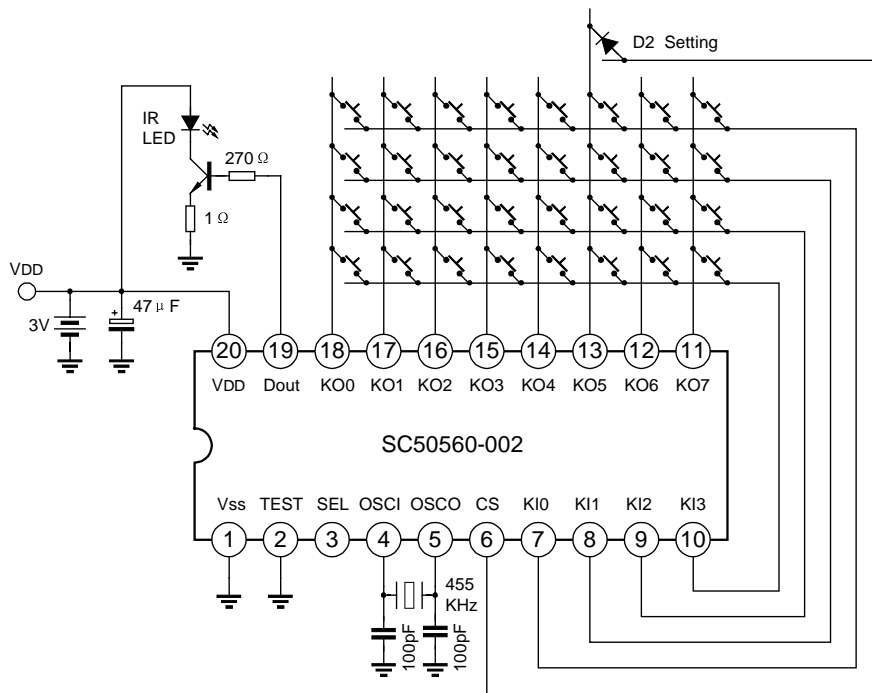 D2 Setting
IR
LED
270 Ω
1 Ω
VDD
47 μ F
+
3V
20 19 18 17 16 15 14 13 12 11
VDD Dout KO0 KO1 KO2 KO3 KO4 KO5 KO6 KO7
SC50560-002
Vss TEST SEL OSCI OSCO CS KI0 KI1 KI2 KI3
1 2 3 4 5 6 7 8 9 10
455
KHz
100pF
100pF